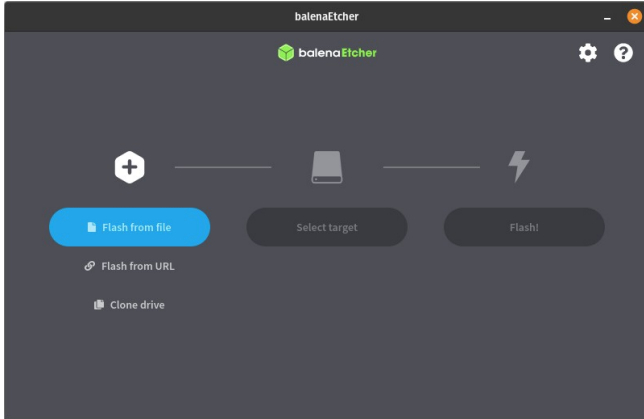 balenaEtcher
balenaEtcher
Flash from file
Select target
Flash!
Flash from URL
Clone drive